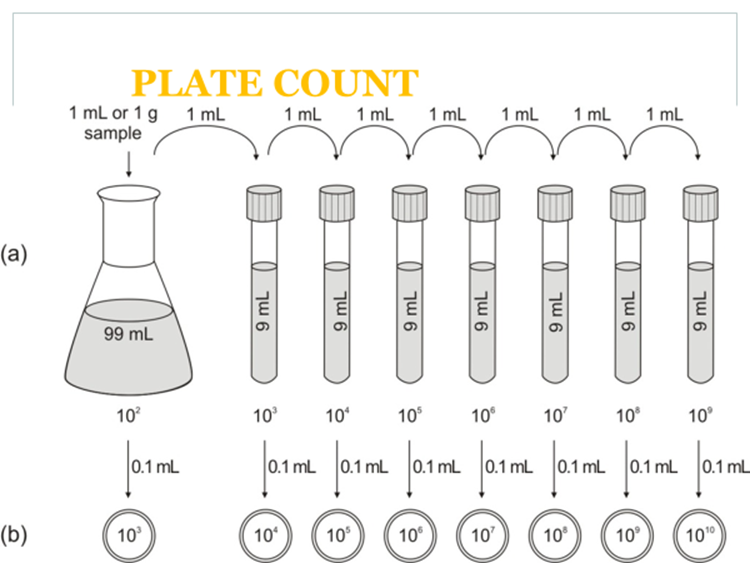 PLATE COUNT
1 mL or 1 g
sample
1 mL 1 mL 1 mL 1 mL 1 mL 1 mL 1 mL
(a)
99 mL
9 mL 9 mL 9 mL 9 mL 9 mL 9 mL 9 mL
10² 10³ 10⁴ 10⁵ 10⁶ 10⁷ 10⁸ 10⁹
0.1 mL 0.1 mL 0.1 mL 0.1 mL 0.1 mL 0.1 mL 0.1 mL 0.1 mL
(b) 10³ 10⁴ 10⁵ 10⁶ 10⁷ 10⁸ 10⁹ 10¹⁰